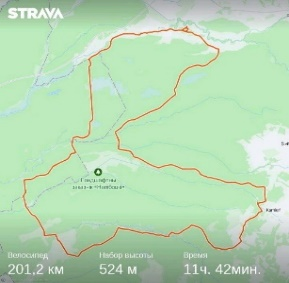 STRAVA
Велосипед Набор высоты Время
201,2 км 524 м 11ч. 42мин.